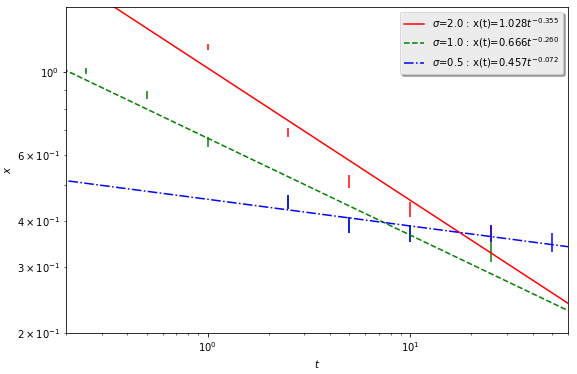 σ=2.0 : x(t)=1.028t^{-0.355}
σ=1.0 : x(t)=0.666t^{-0.260}
σ=0.5 : x(t)=0.457t^{-0.072}
10^0
6 × 10^{-1}
4 × 10^{-1}
3 × 10^{-1}
2 × 10^{-1}
x
10^0 10^1
t